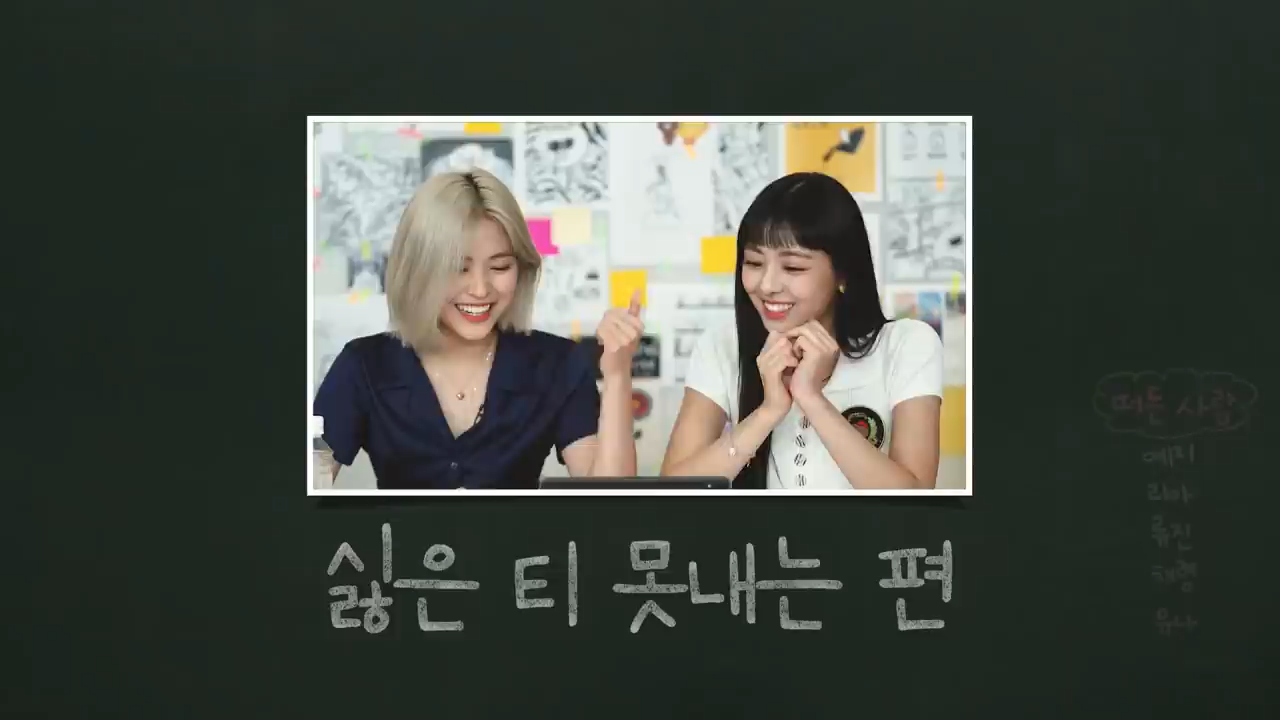 싫은 티 못내는 편
떠든 사람
예지
리아
류진
채령
유나